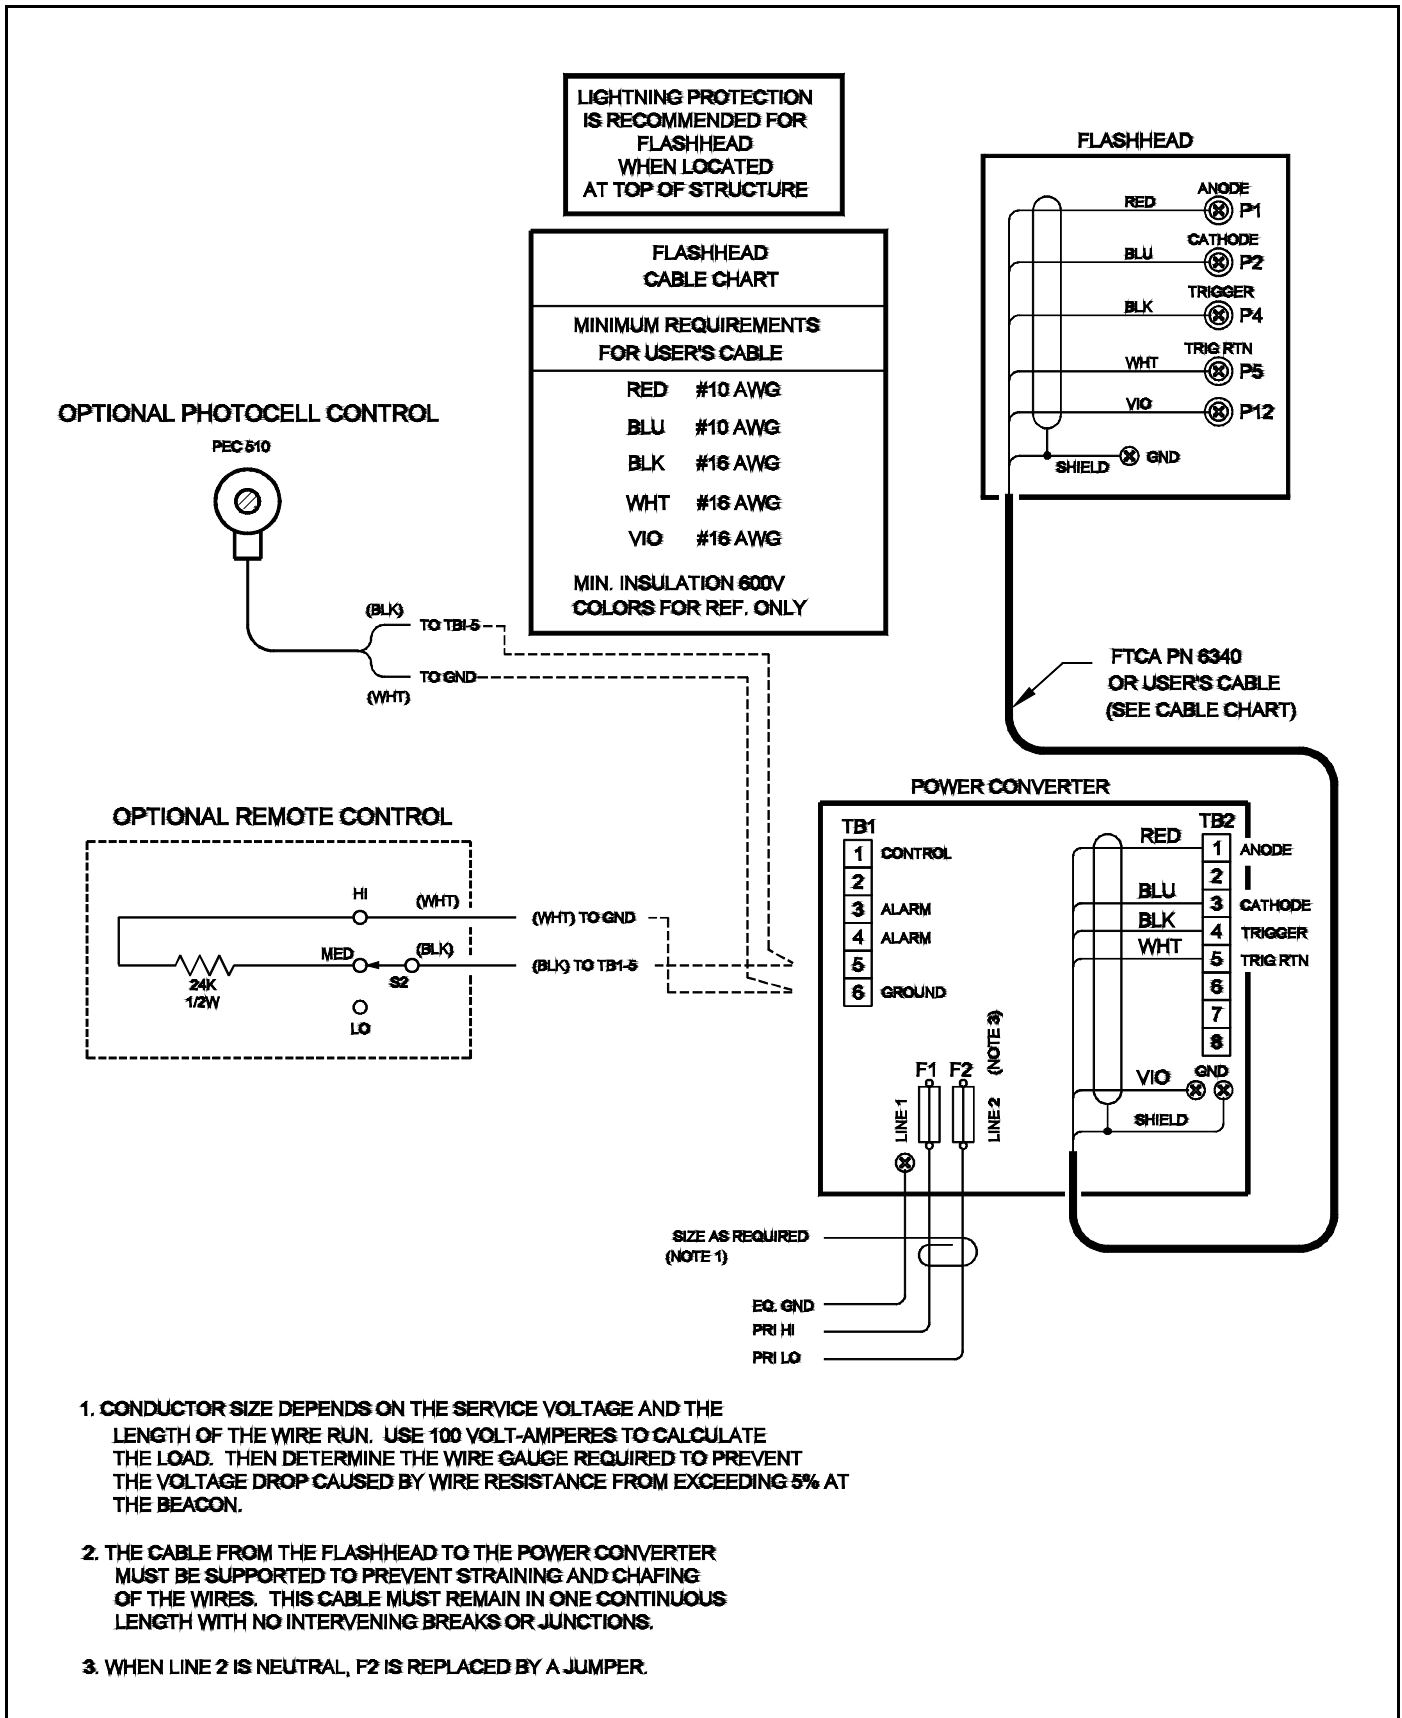 LIGHTNING PROTECTION
IS RECOMMENDED FOR
FLASHHEAD
WHEN LOCATED
AT TOP OF STRUCTURE
FLASHHEAD
CABLE CHART
MINIMUM REQUIREMENTS
FOR USER'S CABLE
RED #10 AWG
BLU #10 AWG
BLK #16 AWG
WHT #16 AWG
VIO #16 AWG
MIN. INSULATION 600V
COLORS FOR REF. ONLY
FLASHHEAD
ANODE
RED P1
CATHODE
BLU P2
TRIGGER
BLK P4
TRIG RTN
WHT P5
VIO P12
SHIELD GND
OPTIONAL PHOTOCELL CONTROL
PEC 510
(BLK)
TO TB1-5
TO GND
(WHT)
FTCA PN 6340
OR USER'S CABLE
(SEE CABLE CHART)
OPTIONAL REMOTE CONTROL
HI
(WHT)
(WHT) TO GND
MED
(BLK)
(BLK) TO TB1-5
S2
24K
1/2W
LO
POWER CONVERTER
TB1
1 CONTROL
2
3 ALARM
4 ALARM
5
6 GROUND
TB2
RED 1 ANODE
2
BLU 3 CATHODE
BLK 4 TRIGGER
WHT 5 TRIG RTN
6
7
8
VIO GND
SHIELD
F1 F2
LINE 1
LINE 2 (NOTE 3)
SIZE AS REQUIRED
(NOTE 1)
EQ. GND
PRI HI
PRI LO
1. CONDUCTOR SIZE DEPENDS ON THE SERVICE VOLTAGE AND THE
LENGTH OF THE WIRE RUN. USE 100 VOLT-AMPERES TO CALCULATE
THE LOAD. THEN DETERMINE THE WIRE GAUGE REQUIRED TO PREVENT
THE VOLTAGE DROP CAUSED BY WIRE RESISTANCE FROM EXCEEDING 5% AT
THE BEACON.
2. THE CABLE FROM THE FLASHHEAD TO THE POWER CONVERTER
MUST BE SUPPORTED TO PREVENT STRAINING AND CHAFING
OF THE WIRES. THIS CABLE MUST REMAIN IN ONE CONTINUOUS
LENGTH WITH NO INTERVENING BREAKS OR JUNCTIONS.
3. WHEN LINE 2 IS NEUTRAL, F2 IS REPLACED BY A JUMPER.